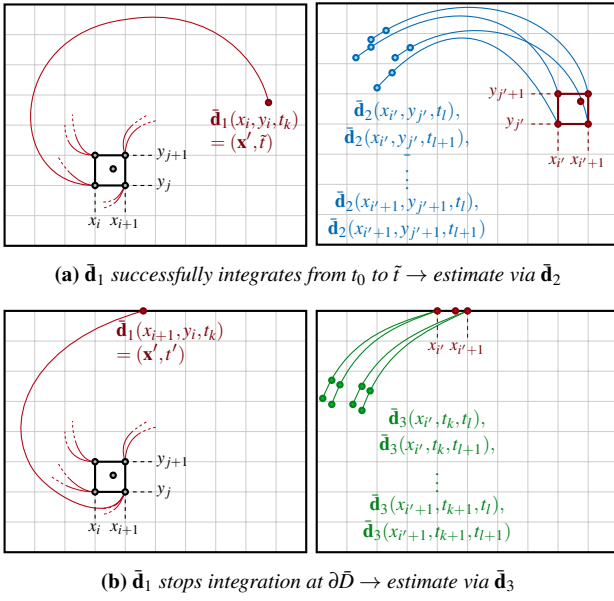 d̄₁(xᵢ, yᵢ, tₖ)
= (x′, t̃)
yⱼ₊₁
yⱼ
xᵢ
xᵢ₊₁
yⱼ′₊₁
yⱼ′
xᵢ′
xᵢ′₊₁
d̄₂(xᵢ′, yⱼ′, tₗ),
d̄₂(xᵢ′, yⱼ′, tₗ₊₁),
⋮
d̄₂(xᵢ′₊₁, yⱼ′₊₁, tₗ),
d̄₂(xᵢ′₊₁, yⱼ′₊₁, tₗ₊₁)
(a) d̄₁ successfully integrates from t₀ to t̃ → estimate via d̄₂
d̄₁(xᵢ₊₁, yᵢ, tₖ)
= (x′, t′)
yⱼ₊₁
yⱼ
xᵢ
xᵢ₊₁
xᵢ′
xᵢ′₊₁
d̄₃(xᵢ′, tₖ, tₗ),
d̄₃(xᵢ′, tₖ, tₗ₊₁),
⋮
d̄₃(xᵢ′₊₁, tₖ₊₁, tₗ),
d̄₃(xᵢ′₊₁, tₖ₊₁, tₗ₊₁)
(b) d̄₁ stops integration at ∂D̄ → estimate via d̄₃